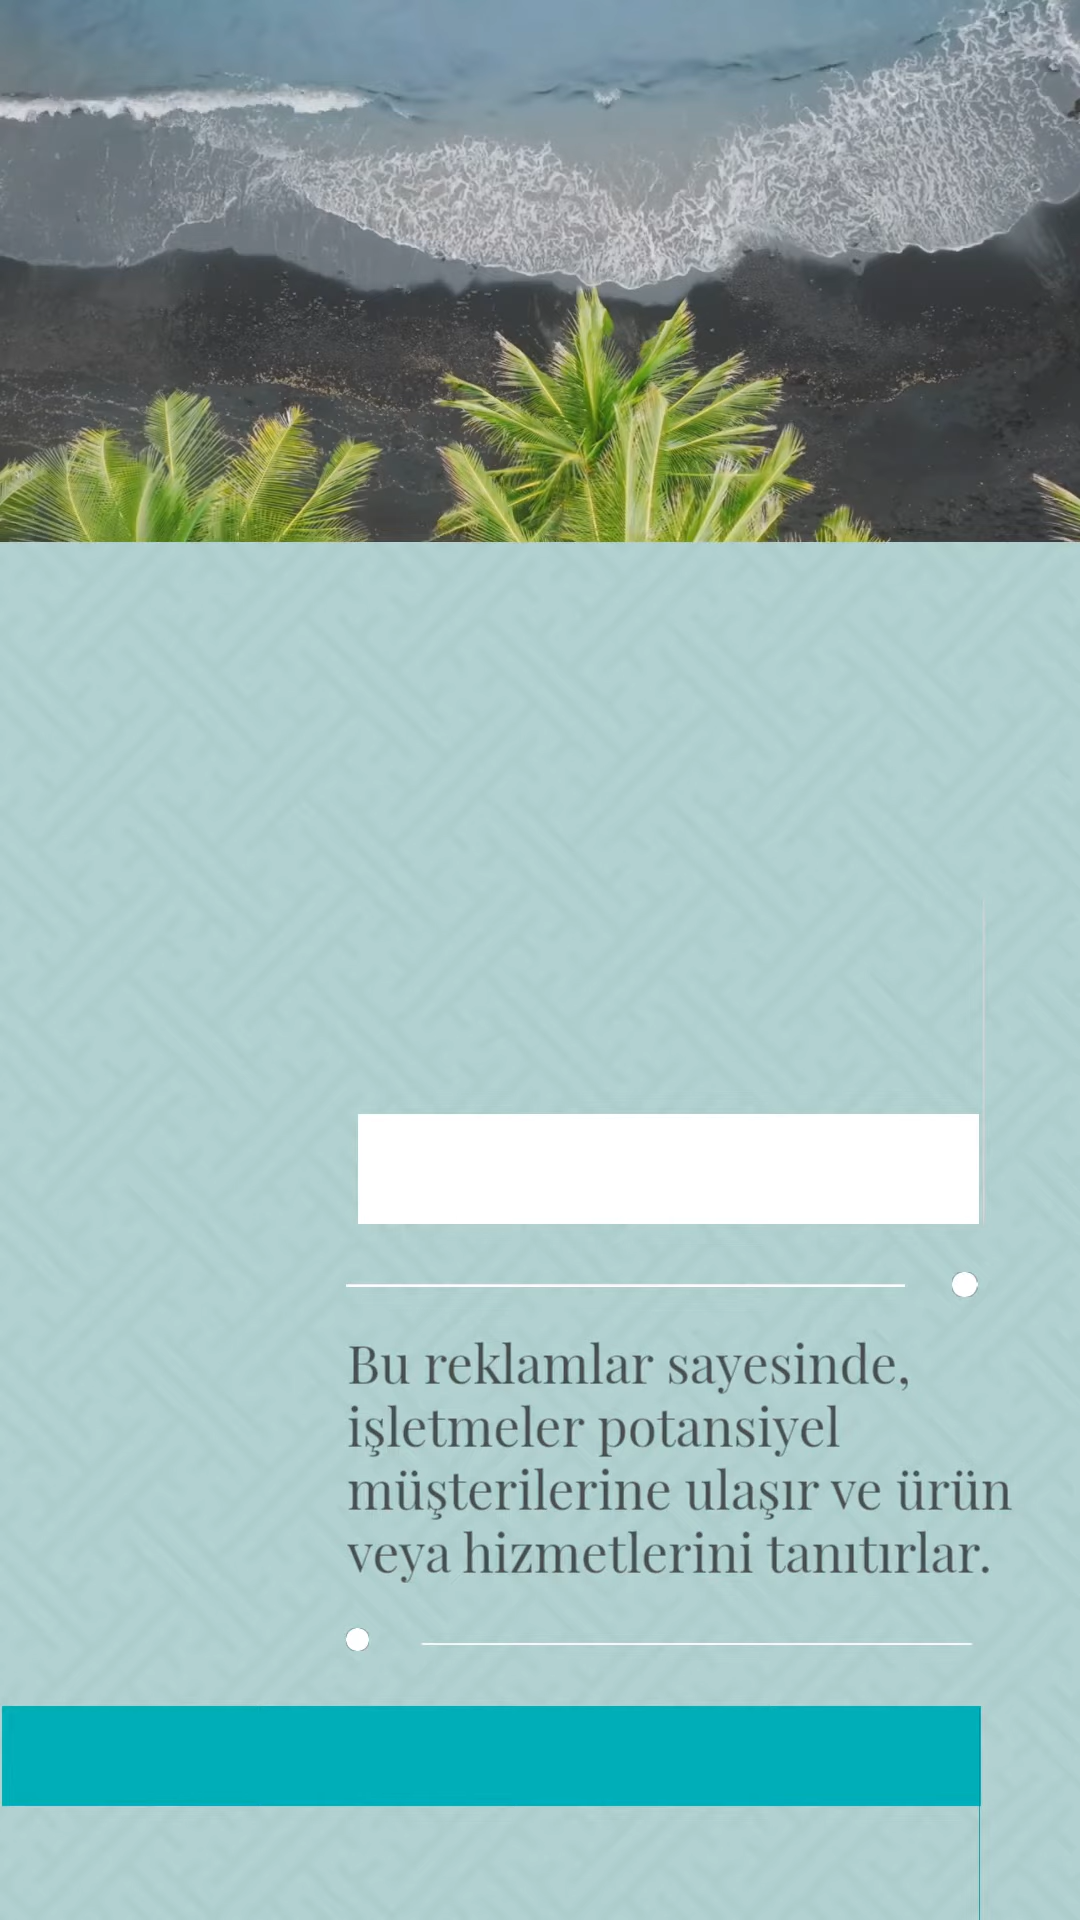 Bu reklamlar sayesinde,
işletmeler potansiyel
müşterilerine ulaşır ve ürün
veya hizmetlerini tanıtırlar.